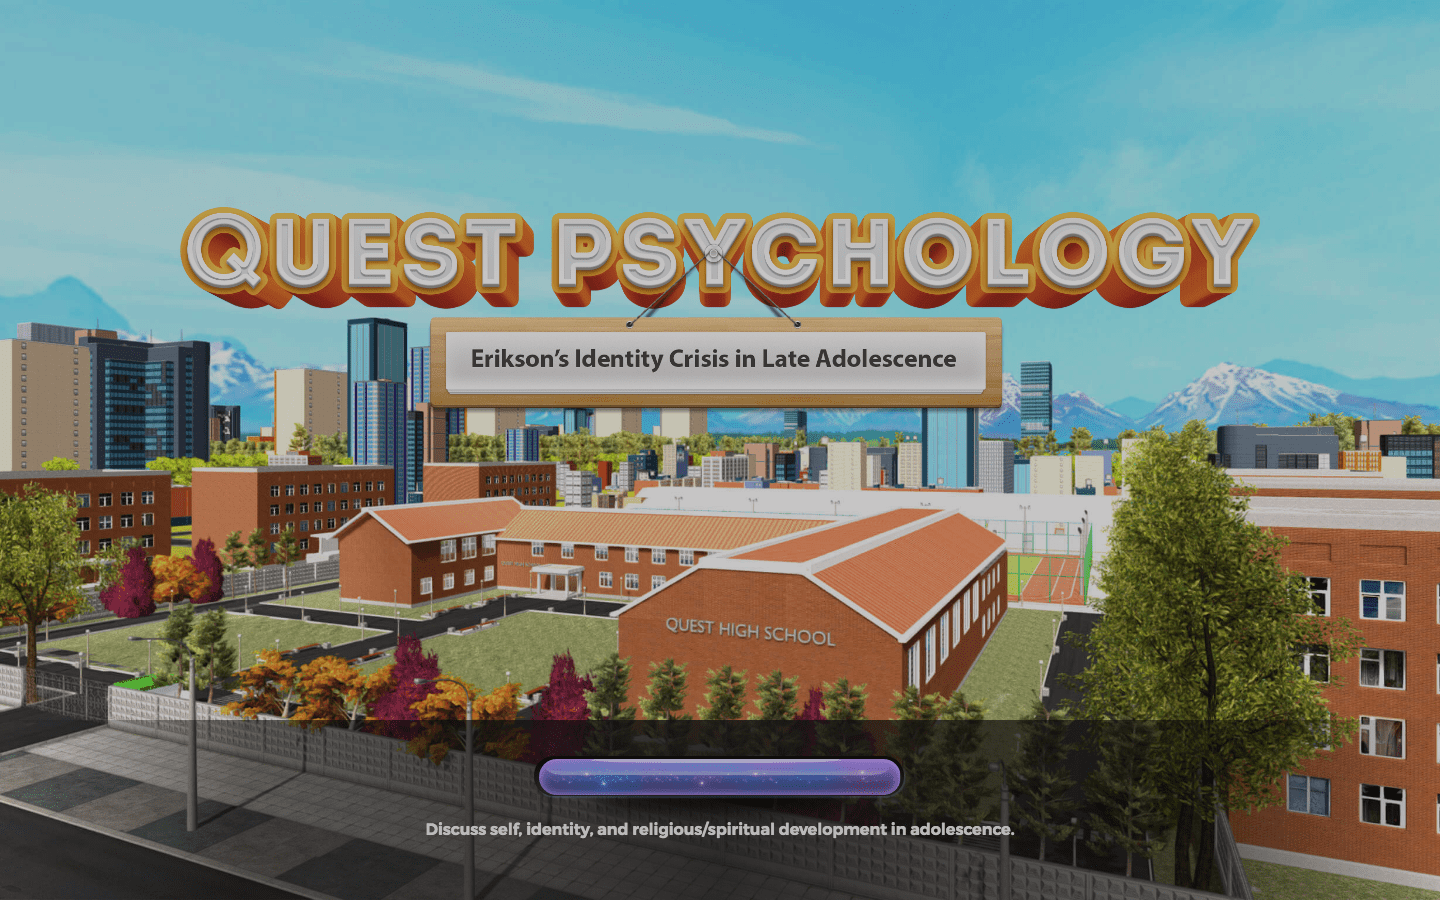 QUEST PSYCHOLOGY
Erikson's Identity Crisis in Late Adolescence
QUEST HIGH SCHOOL
Discuss self, identity, and religious/spiritual development in adolescence.